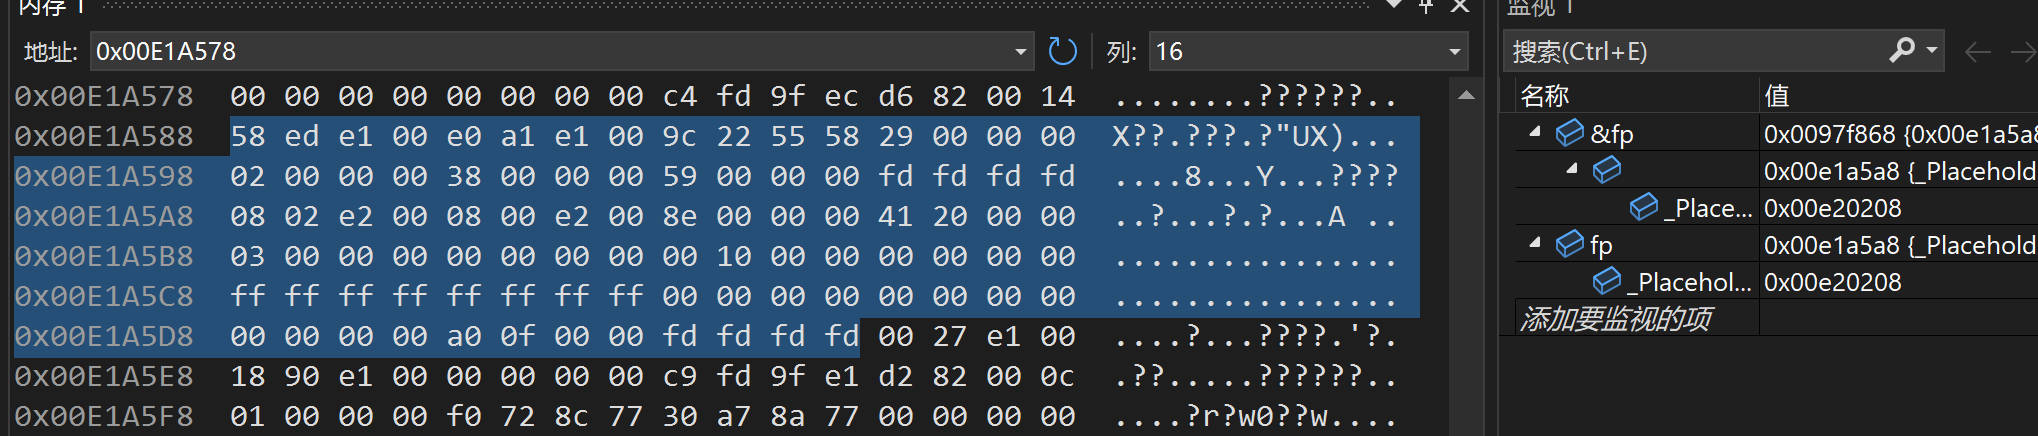 内存 1
地址: 0x00E1A578 列: 16
0x00E1A578 00 00 00 00 00 00 00 00 c4 fd 9f ec d6 82 00 14 ........??????..
0x00E1A588 58 ed e1 00 e0 a1 e1 00 9c 22 55 58 29 00 00 00 X??.???.?"UX)...
0x00E1A598 02 00 00 00 38 00 00 00 59 00 00 00 fd fd fd fd ....8...Y...????
0x00E1A5A8 08 02 e2 00 08 00 e2 00 8e 00 00 00 41 20 00 00 ..?...?.?...A ..
0x00E1A5B8 03 00 00 00 00 00 00 00 00 10 00 00 00 00 00 00 ................
0x00E1A5C8 ff ff ff ff ff ff ff ff 00 00 00 00 00 00 00 00 ................
0x00E1A5D8 00 00 00 00 a0 0f 00 00 fd fd fd fd 00 27 e1 00 ....?...????.'?.
0x00E1A5E8 18 90 e1 00 00 00 00 00 c9 fd 9f e1 d2 82 00 0c .??.....??????..
0x00E1A5F8 01 00 00 00 f0 72 8c 77 30 a7 8a 77 00 00 00 00 ....?r?w0??w....
监视 1
搜索(Ctrl+E)
名称 值
&fp 0x0097f868 {0x00e1a5a8
0x00e1a5a8 {_Placehold
_Place... 0x00e20208
fp 0x00e1a5a8 {_Placehold
_Placehol... 0x00e20208
添加要监视的项